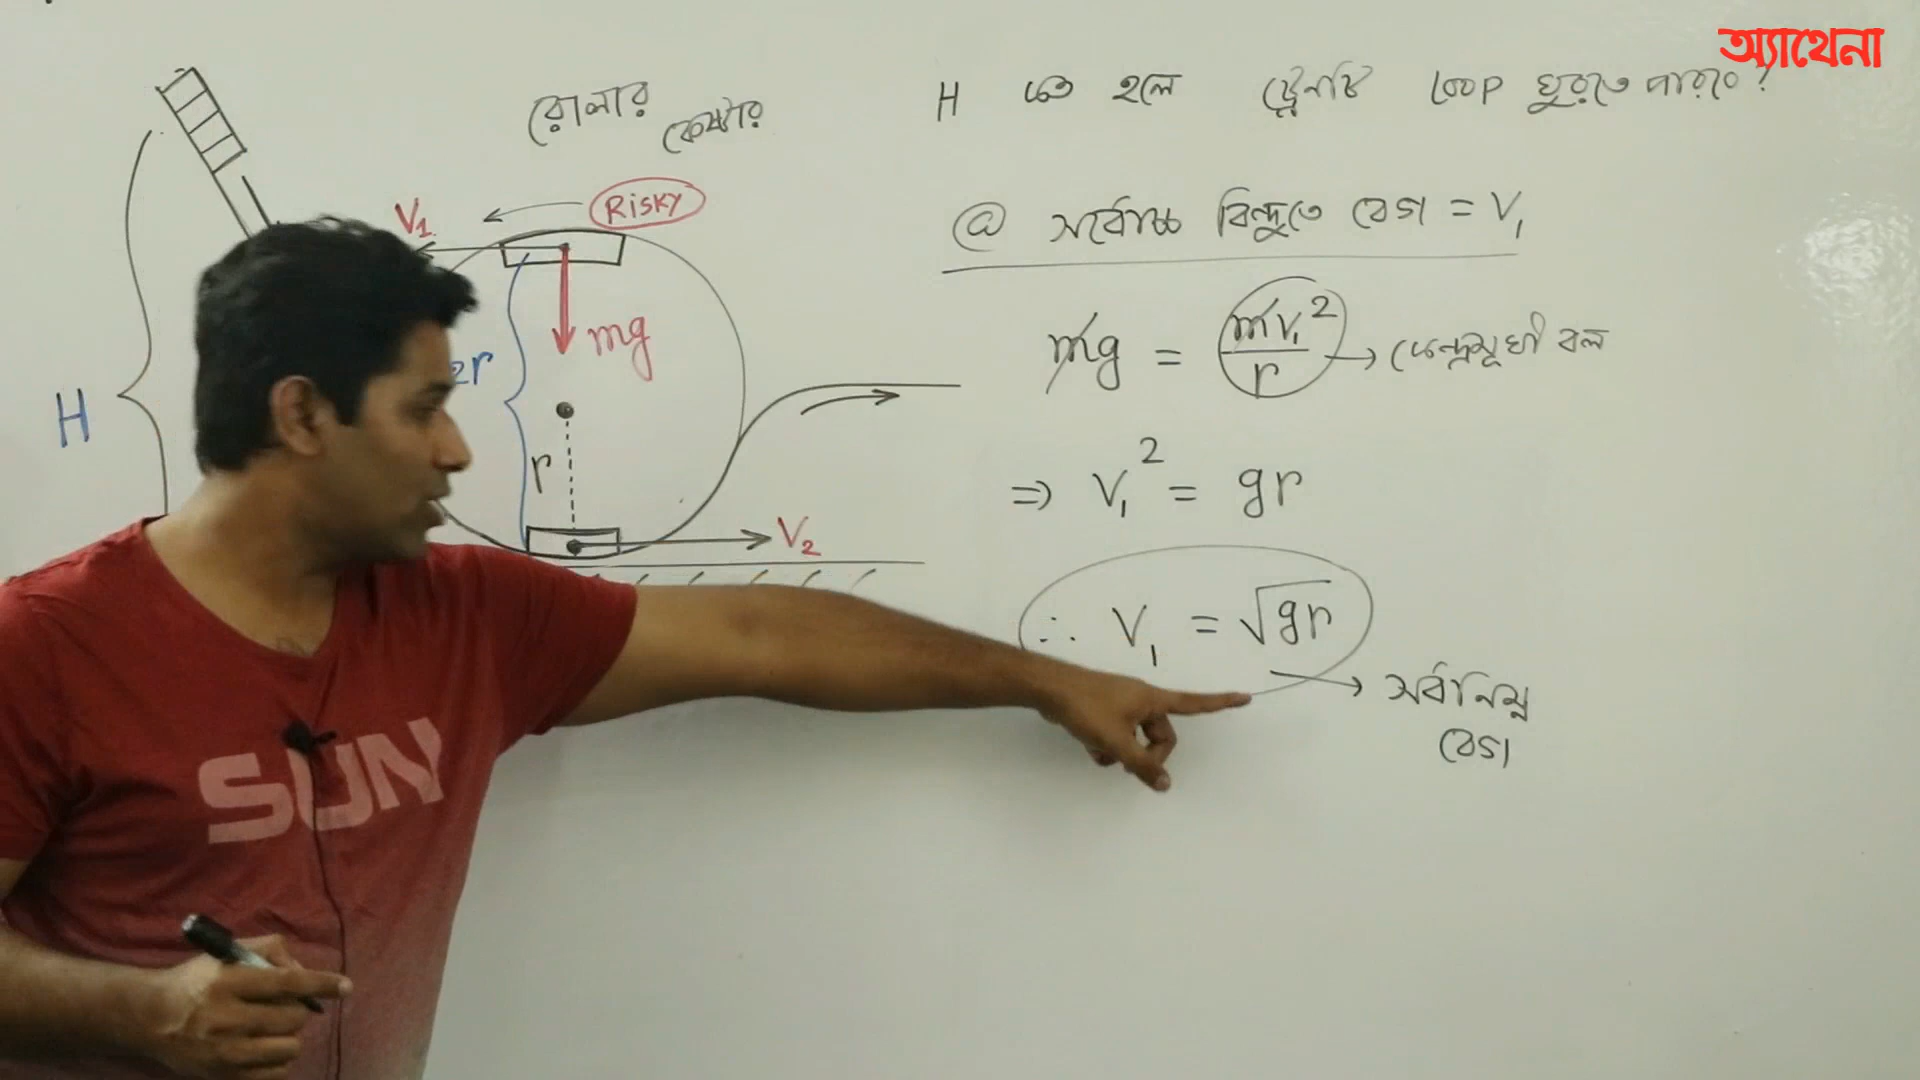 অ্যাথেনা
H কত হলে ট্রেনটি loop ঘুরতে পারবে?
রোলার কোস্টার
Risky
V₁
mg
2r
H
r
V₂
@ সর্বোচ্চ বিন্দুতে বেগ = V₁
mg = mv₁²/r → কেন্দ্রমুখী বল
⇒ V₁² = gr
∴ V₁ = √gr
→ সর্বনিম্ন
বেগ
SUN